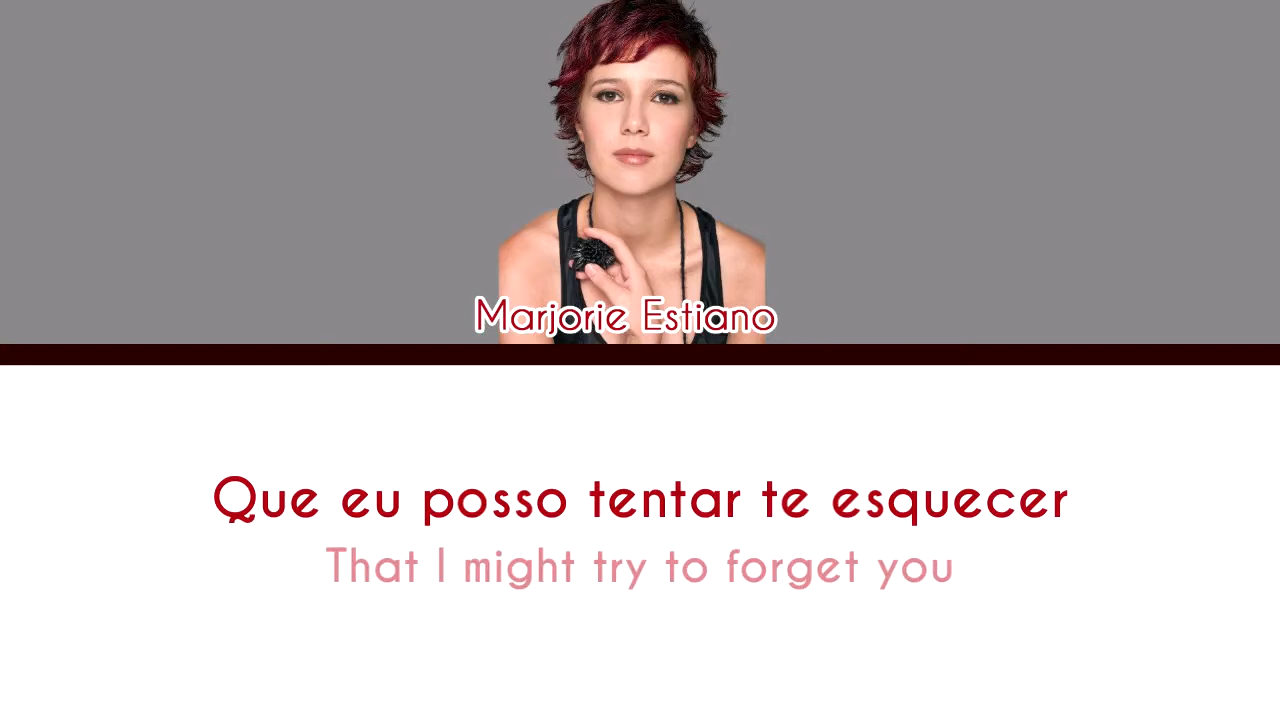 Marjorie Estiano
Que eu posso tentar te esquecer
That I might try to forget you